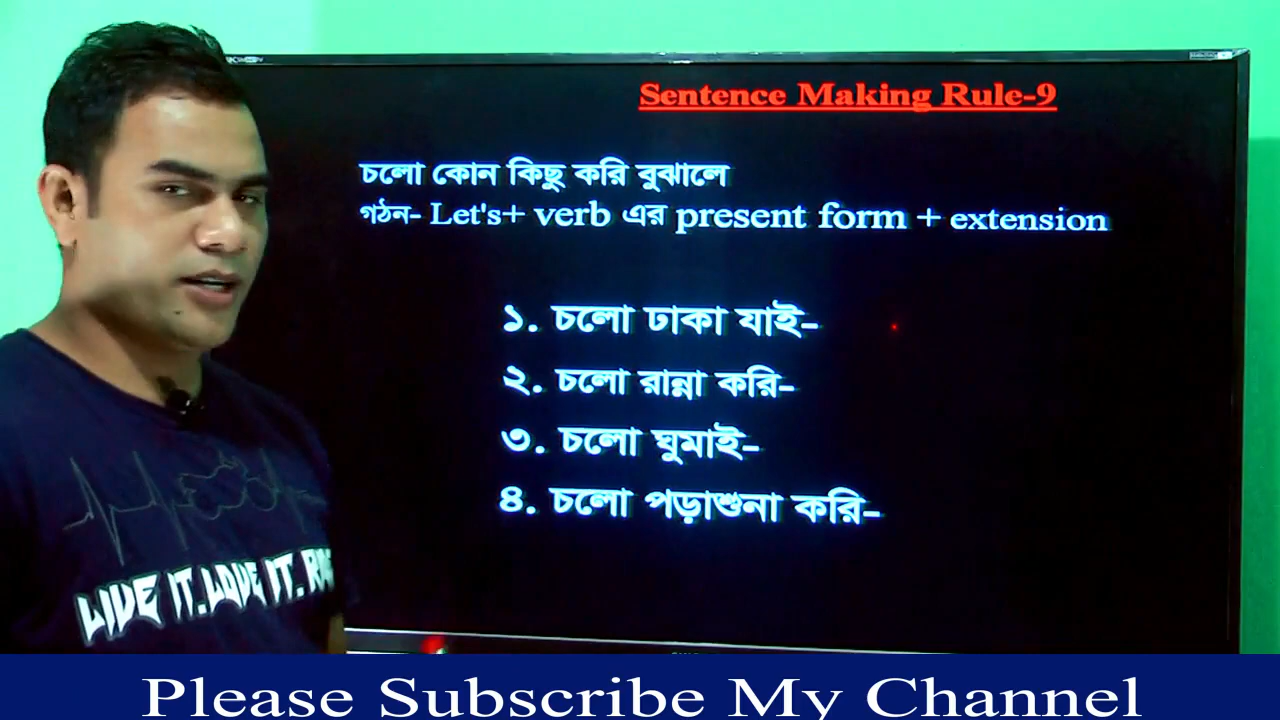 Sentence Making Rule-9
চলো কোন কিছু করি বুঝালে
গঠন- Let's+ verb এর present form + extension
১. চলো ঢাকা যাই-
২. চলো রান্না করি-
৩. চলো ঘুমাই-
৪. চলো পড়াশুনা করি-
LIVE IT. LOVE IT.
Please Subscribe My Channel